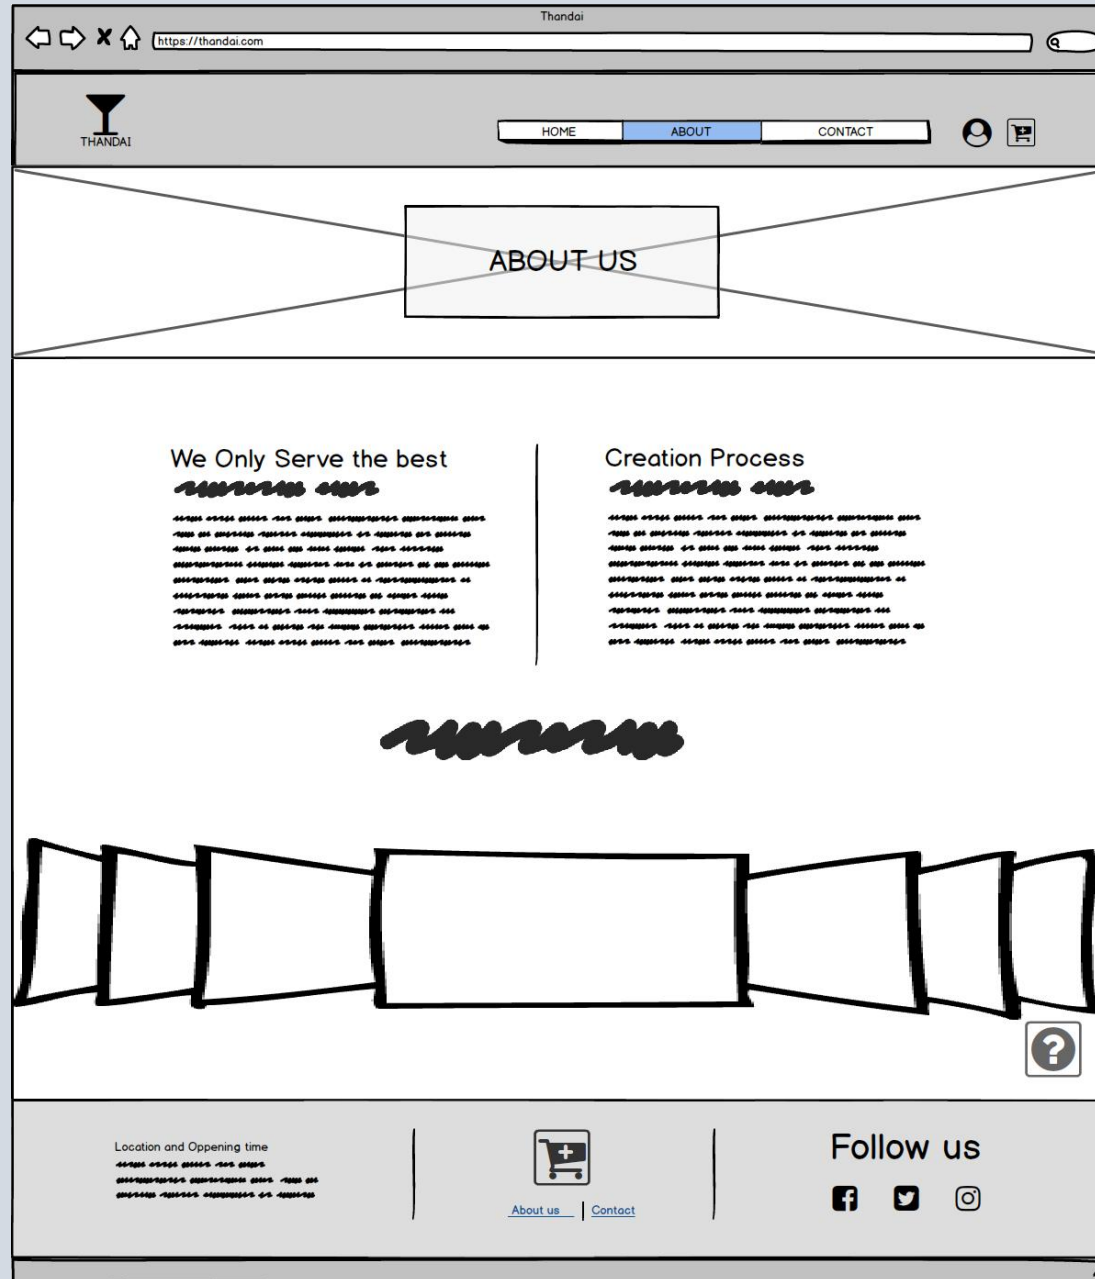 Thandai
https://thandai.com
THANDAI
HOME
ABOUT
CONTACT
ABOUT US
We Only Serve the best
Creation Process
?
Location and Oppening time
About us
Contact
Follow us